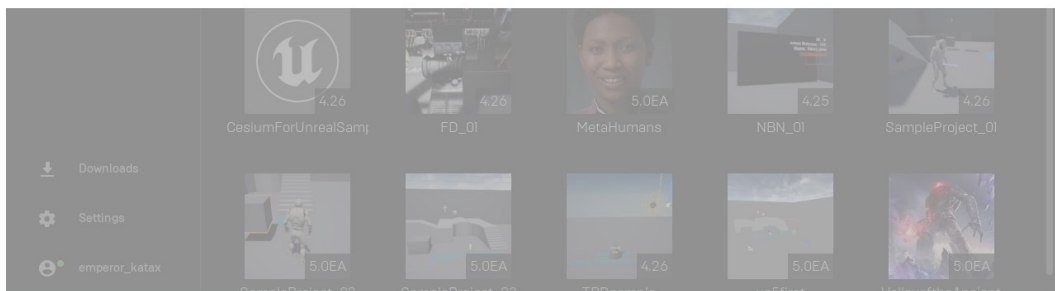 4.26
4.26
5.0EA
4.25
4.26
CesiumForUnrealSamp
FD_01
MetaHumans
NBN_01
SampleProject_01
Downloads
Settings
emperor_katax
5.0EA
5.0EA
4.26
5.0EA
5.0EA